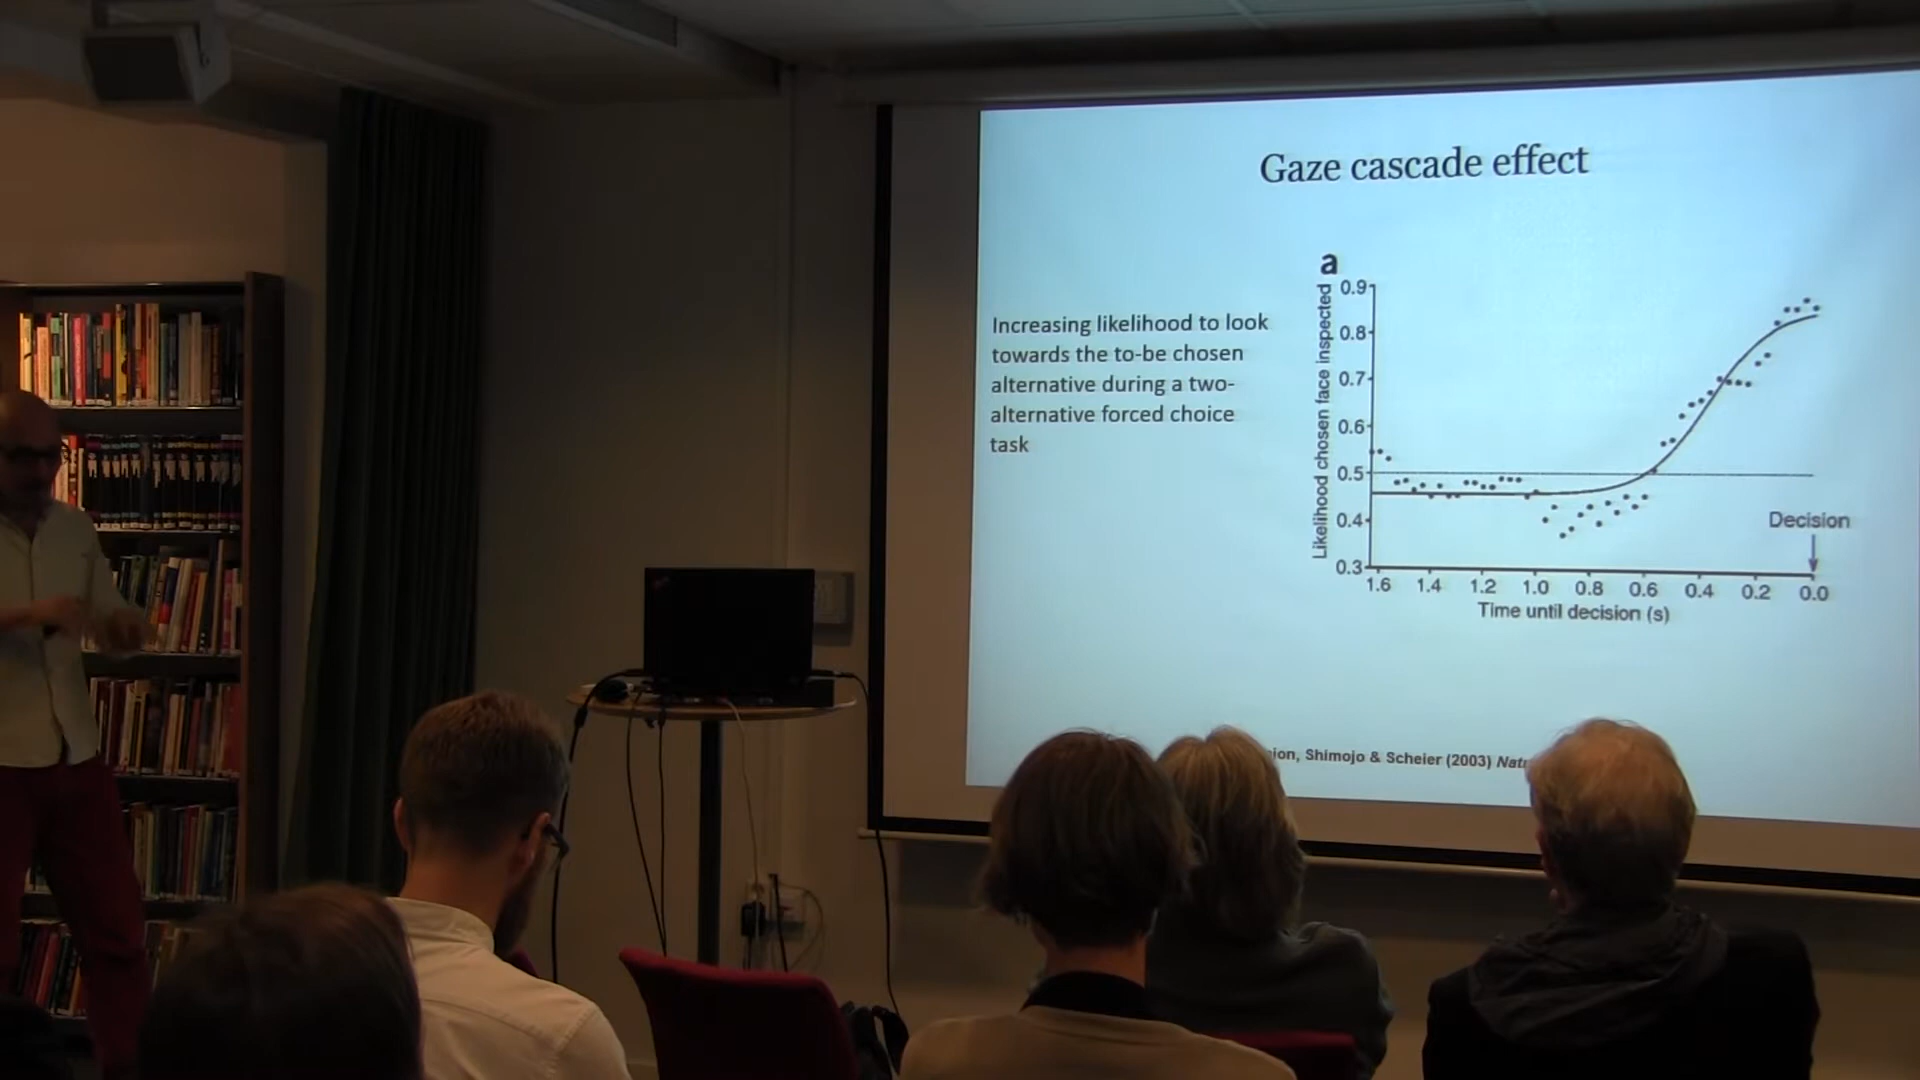 Gaze cascade effect
Increasing likelihood to look
towards the to-be chosen
alternative during a two-
alternative forced choice
task
a
Likelihood chosen face inspected
0.9
0.8
0.7
0.6
0.5
0.4
0.3
Decision
1.6 1.4 1.2 1.0 0.8 0.6 0.4 0.2 0.0
Time until decision (s)
Shimojo & Scheier (2003)